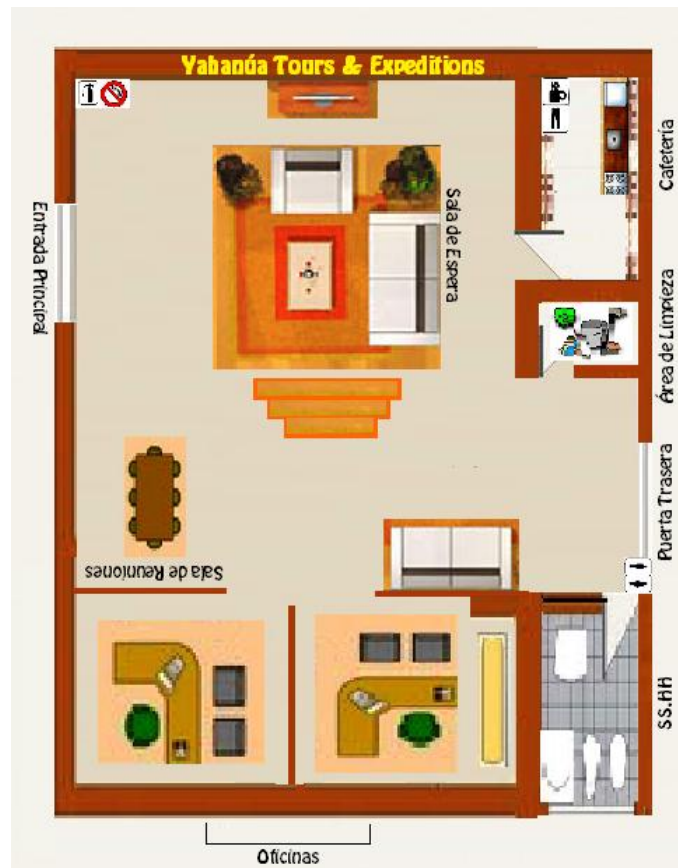 Yabanúa Tours & Expeditions
Entrada Principal
Sala de Espera
Cafetería
Área de Limpieza
Puerta Trasera
Sala de Reuniones
SS.HH
Oficinas